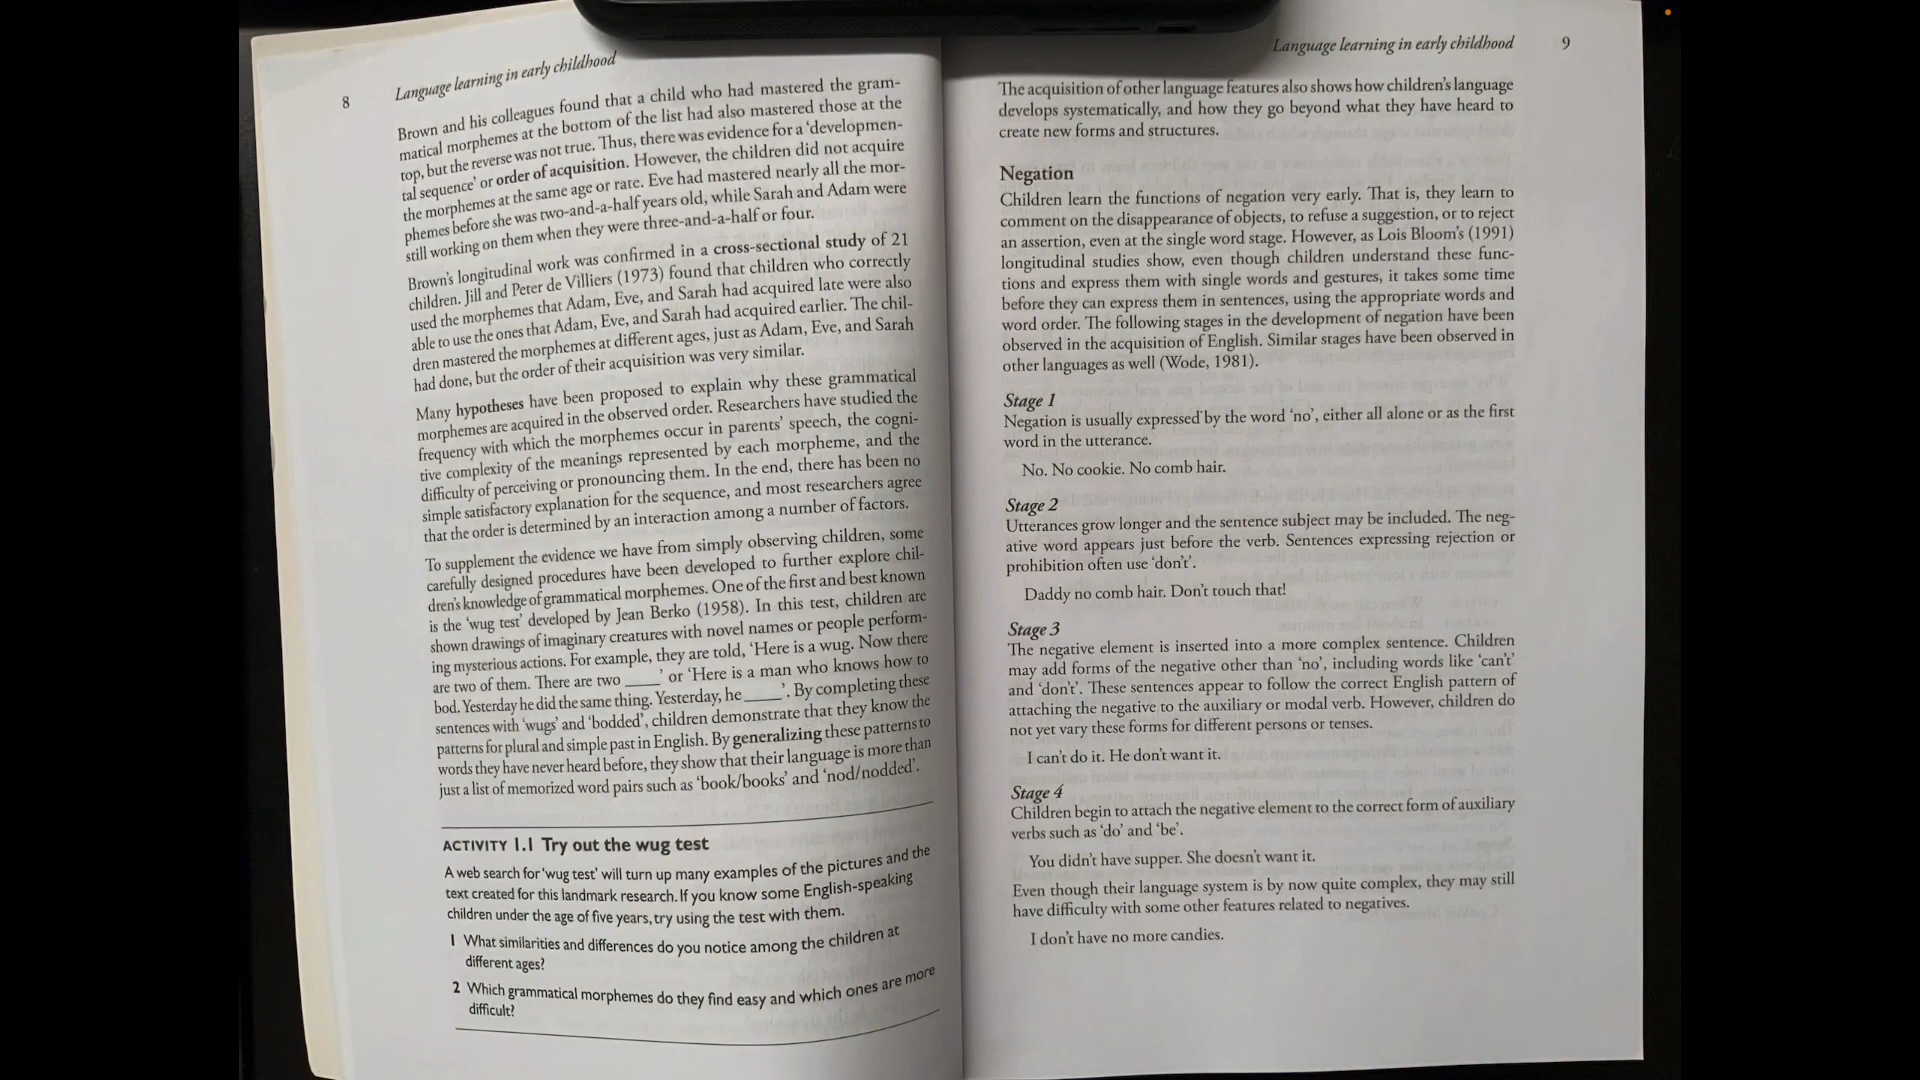 8
Language learning in early childhood
Brown and his colleagues found that a child who had mastered the gram-
matical morphemes at the bottom of the list had also mastered those at the
top, but the reverse was not true. Thus, there was evidence for a ‘developmen-
tal sequence’ or order of acquisition. However, the children did not acquire
the morphemes at the same age or rate. Eve had mastered nearly all the mor-
phemes before she was two-and-a-half years old, while Sarah and Adam were
still working on them when they were three-and-a-half or four.
Brown’s longitudinal work was confirmed in a cross-sectional study of 21
children. Jill and Peter de Villiers (1973) found that children who correctly
used the morphemes that Adam, Eve, and Sarah had acquired late were also
able to use the ones that Adam, Eve, and Sarah had acquired earlier. The chil-
dren mastered the morphemes at different ages, just as Adam, Eve, and Sarah
had done, but the order of their acquisition was very similar.
Many hypotheses have been proposed to explain why these grammatical
morphemes are acquired in the observed order. Researchers have studied the
frequency with which the morphemes occur in parents’ speech, the cogni-
tive complexity of the meanings represented by each morpheme, and the
difficulty of perceiving or pronouncing them. In the end, there has been no
simple satisfactory explanation for the sequence, and most researchers agree
that the order is determined by an interaction among a number of factors.
To supplement the evidence we have from simply observing children, some
carefully designed procedures have been developed to further explore chil-
dren’s knowledge of grammatical morphemes. One of the first and best known
is the ‘wug test’ developed by Jean Berko (1958). In this test, children are
shown drawings of imaginary creatures with novel names or people perform-
ing mysterious actions. For example, they are told, ‘Here is a wug. Now there
are two of them. There are two ____’ or ‘Here is a man who knows how to
bod. Yesterday he did the same thing. Yesterday, he ____’. By completing these
sentences with ‘wugs’ and ‘bodded’, children demonstrate that they know the
patterns for plural and simple past in English. By generalizing these patterns to
words they have never heard before, they show that their language is more than
just a list of memorized word pairs such as ‘book/books’ and ‘nod/nodded’.
ACTIVITY 1.1 Try out the wug test
A web search for ‘wug test’ will turn up many examples of the pictures and the
text created for this landmark research. If you know some English-speaking
children under the age of five years, try using the test with them.
1 What similarities and differences do you notice among the children at
different ages?
2 Which grammatical morphemes do they find easy and which ones are more
difficult?
Language learning in early childhood
9
The acquisition of other language features also shows how children’s language
develops systematically, and how they go beyond what they have heard to
create new forms and structures.
Negation
Children learn the functions of negation very early. That is, they learn to
comment on the disappearance of objects, to refuse a suggestion, or to reject
an assertion, even at the single word stage. However, as Lois Bloom’s (1991)
longitudinal studies show, even though children understand these func-
tions and express them with single words and gestures, it takes some time
before they can express them in sentences, using the appropriate words and
word order. The following stages in the development of negation have been
observed in the acquisition of English. Similar stages have been observed in
other languages as well (Wode, 1981).
Stage 1
Negation is usually expressed by the word ‘no’, either all alone or as the first
word in the utterance.
No. No cookie. No comb hair.
Stage 2
Utterances grow longer and the sentence subject may be included. The neg-
ative word appears just before the verb. Sentences expressing rejection or
prohibition often use ‘don’t’.
Daddy no comb hair. Don’t touch that!
Stage 3
The negative element is inserted into a more complex sentence. Children
may add forms of the negative other than ‘no’, including words like ‘can’t’
and ‘don’t’. These sentences appear to follow the correct English pattern of
attaching the negative to the auxiliary or modal verb. However, children do
not yet vary these forms for different persons or tenses.
I can’t do it. He don’t want it.
Stage 4
Children begin to attach the negative element to the correct form of auxiliary
verbs such as ‘do’ and ‘be’.
You didn’t have supper. She doesn’t want it.
Even though their language system is by now quite complex, they may still
have difficulty with some other features related to negatives.
I don’t have no more candies.